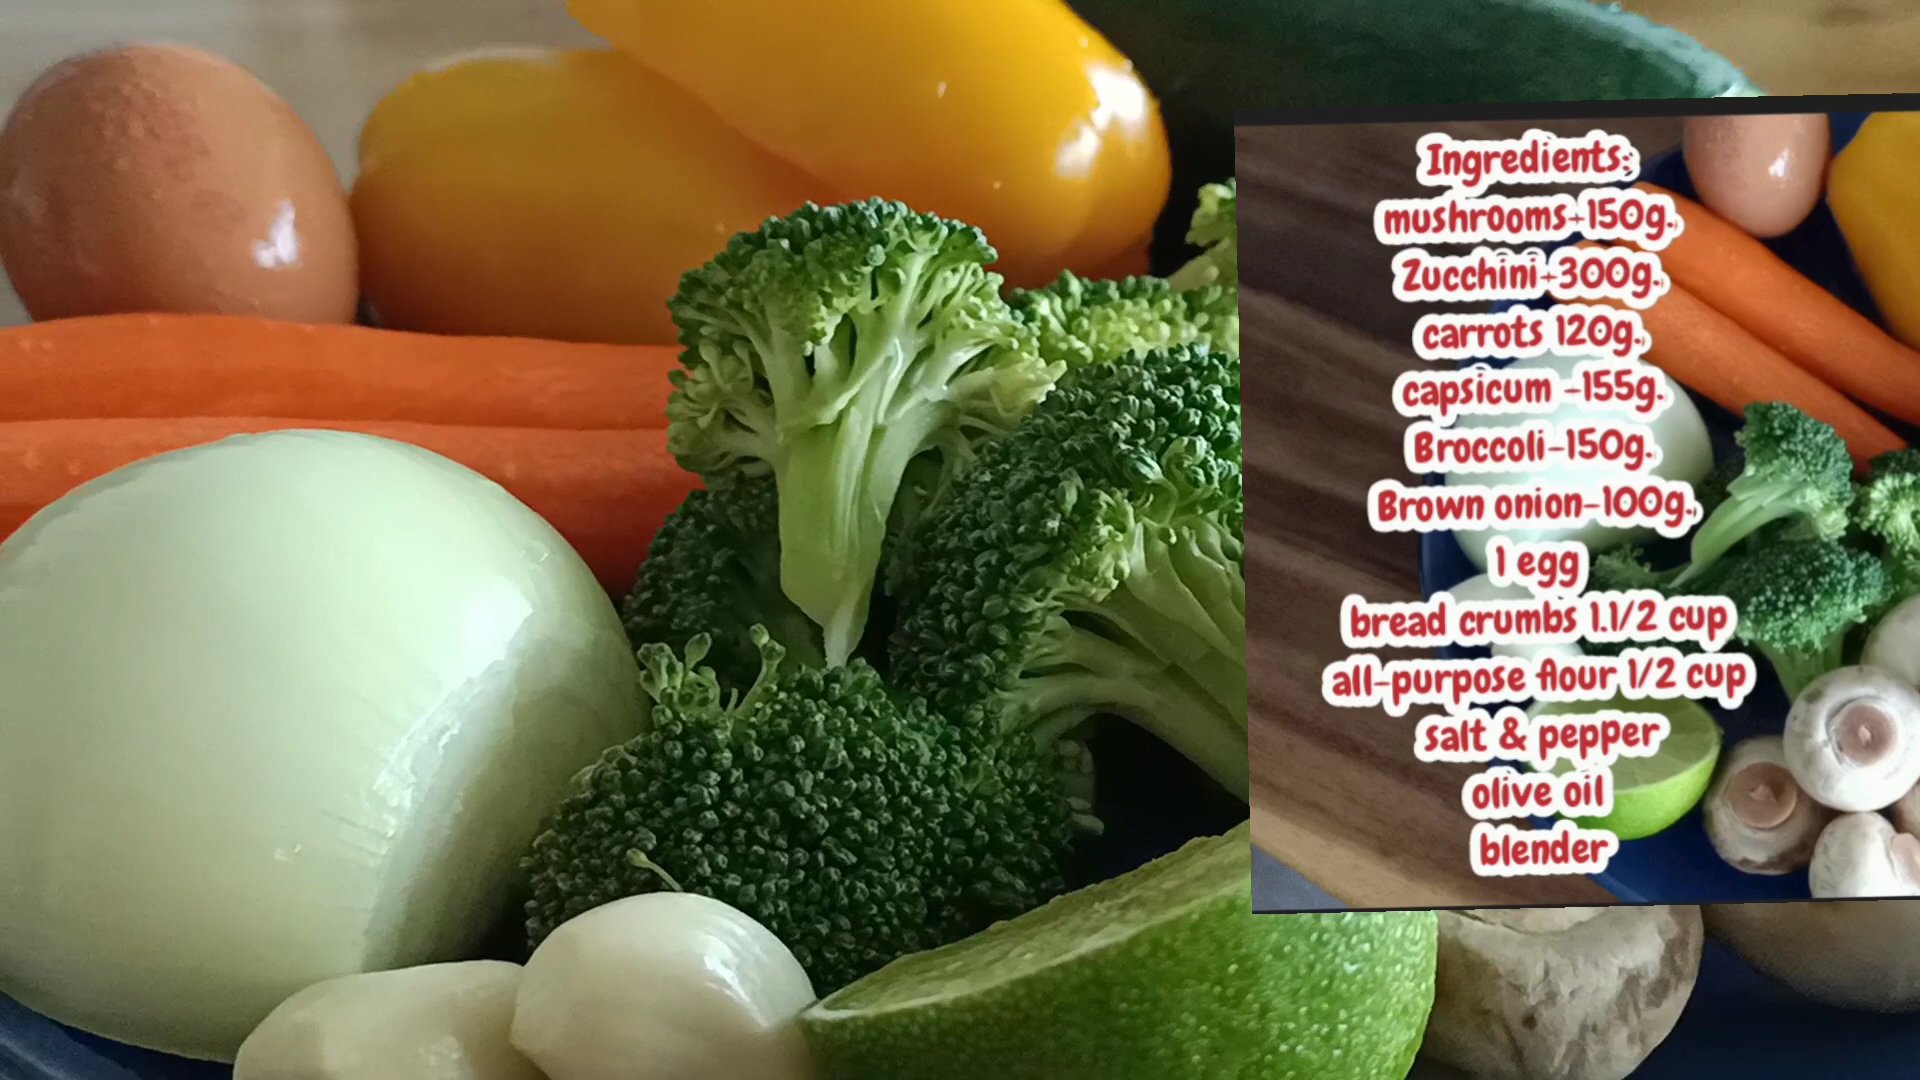 Ingredients:
mushrooms-150g.
Zucchini-300g.
carrots 120g.
capsicum -155g.
Broccoli-150g.
Brown onion-100g.
1 egg
bread crumbs 1.1/2 cup
all-purpose flour 1/2 cup
salt & pepper
olive oil
blender